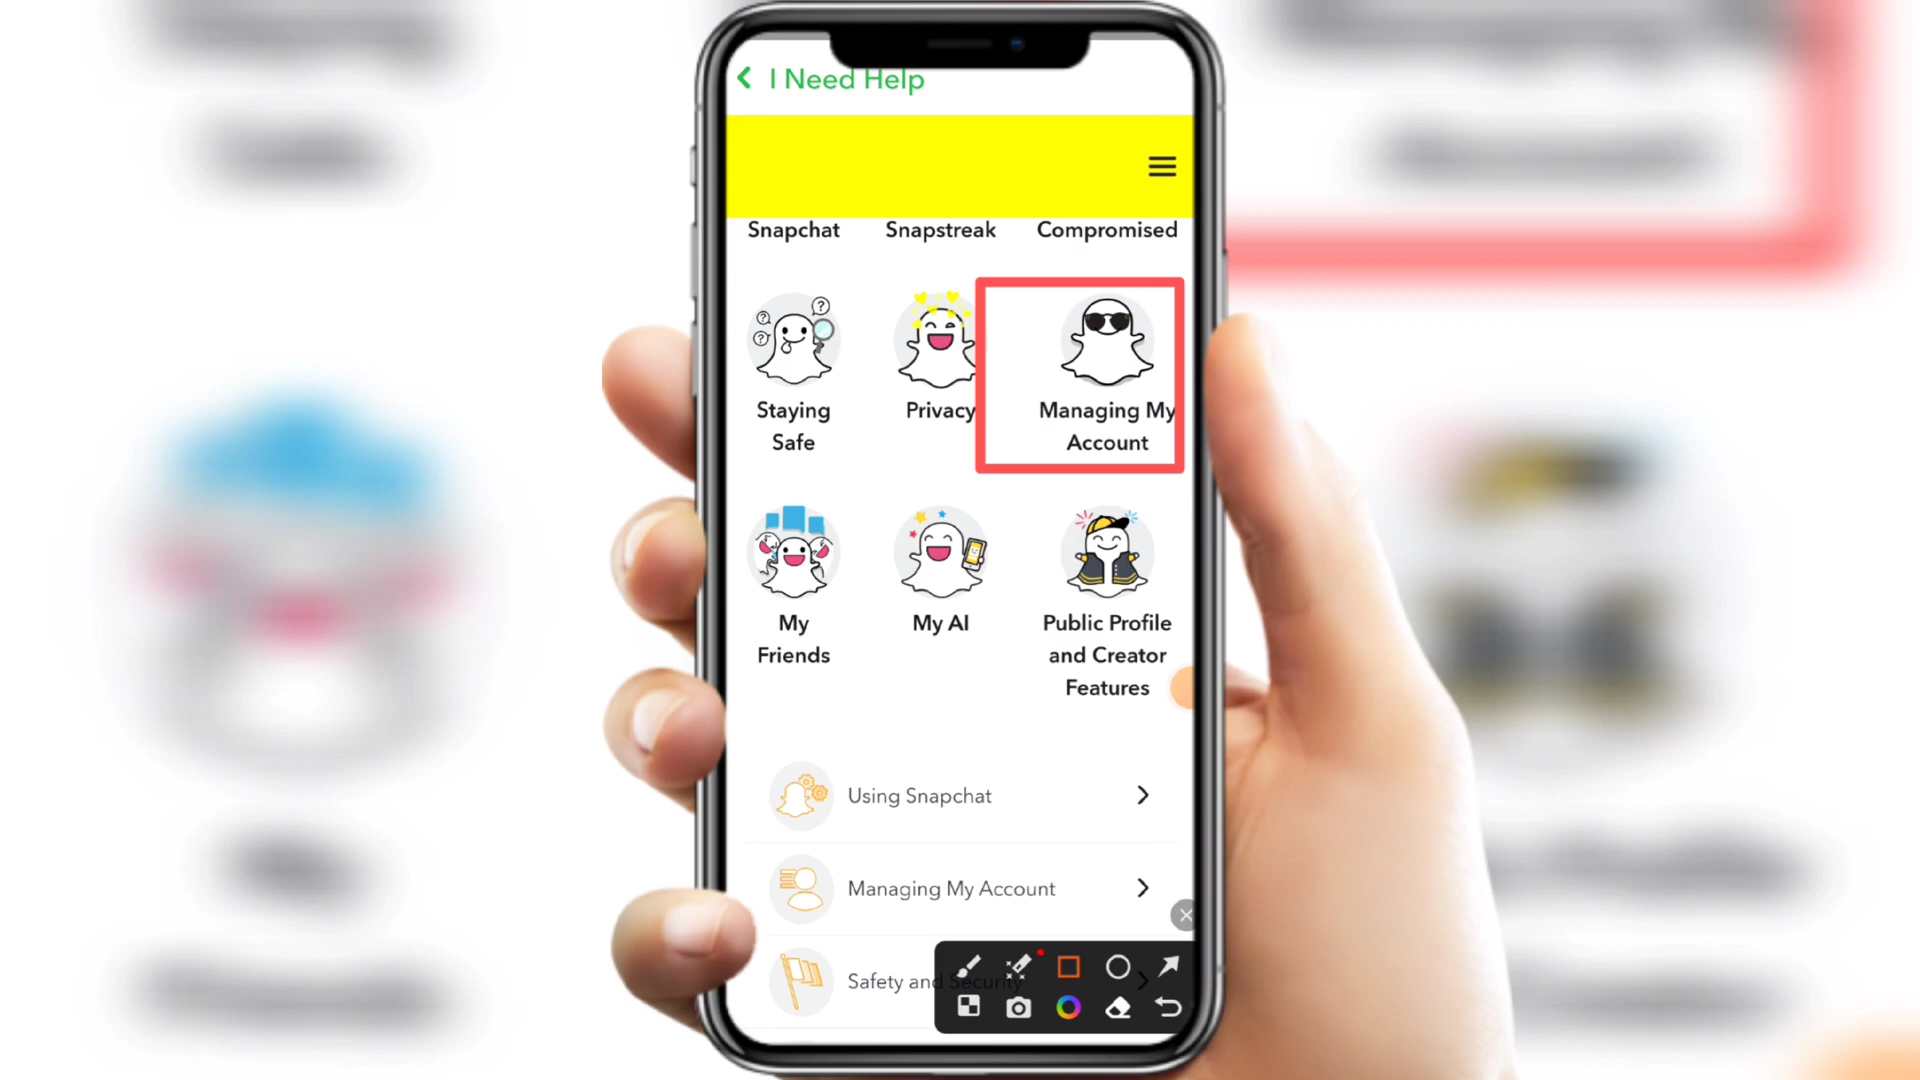 I Need Help
Snapchat Snapstreak Compromised
? ? ?
Staying
Safe
Privacy
Managing My
Account
My
Friends
My AI
Public Profile
and Creator
Features
Using Snapchat
Managing My Account
Safety and Security